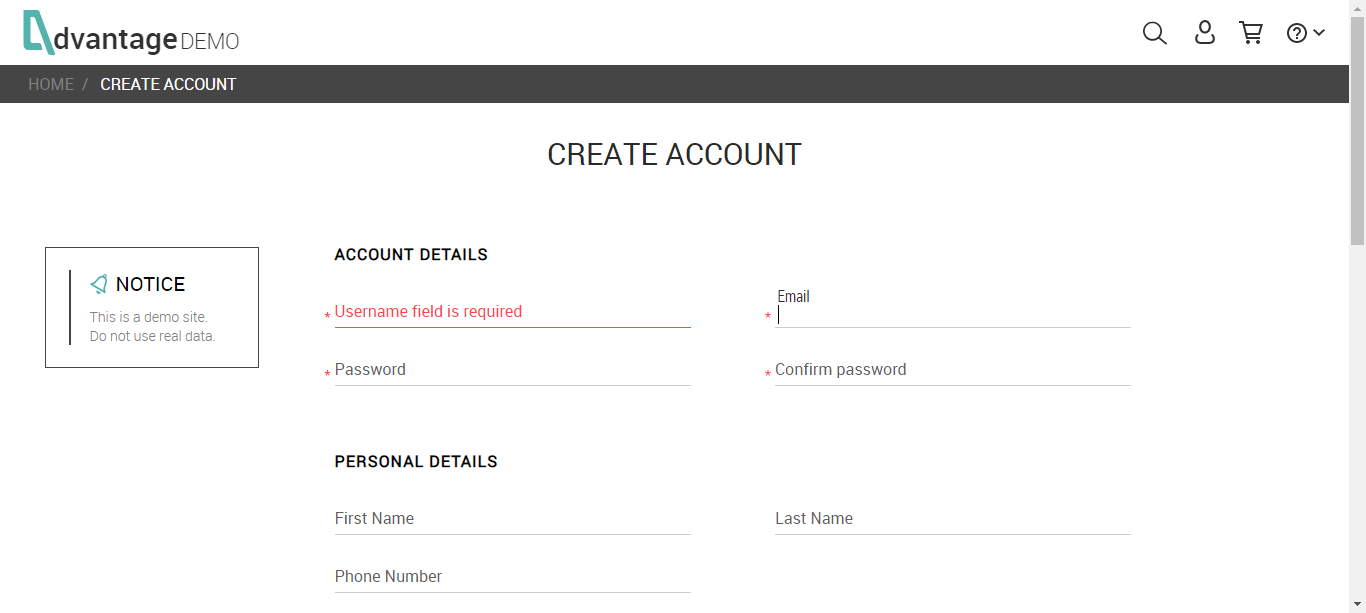 Advantage DEMO
HOME / CREATE ACCOUNT
CREATE ACCOUNT
NOTICE
This is a demo site.
Do not use real data.
ACCOUNT DETAILS
* Username field is required
Email
*
* Password
* Confirm password
PERSONAL DETAILS
First Name
Last Name
Phone Number